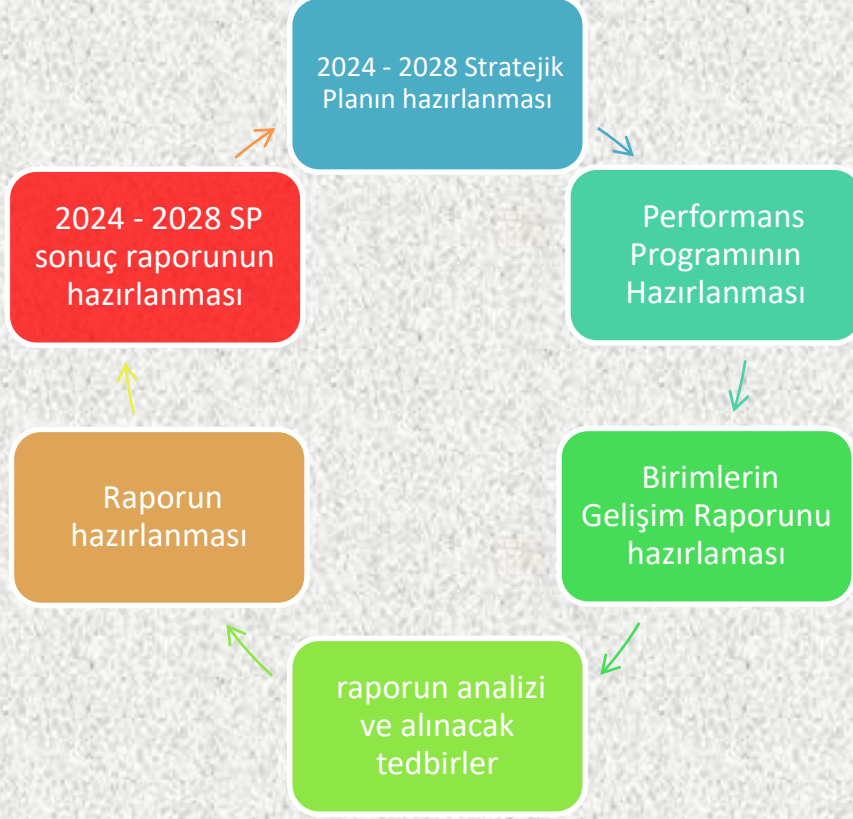 2024 - 2028 Stratejik
Planın hazırlanması
Performans
Programının
Hazırlanması
Birimlerin
Gelişim Raporunu
hazırlaması
raporun analizi
ve alınacak
tedbirler
Raporun
hazırlanması
2024 - 2028 SP
sonuç raporunun
hazırlanması